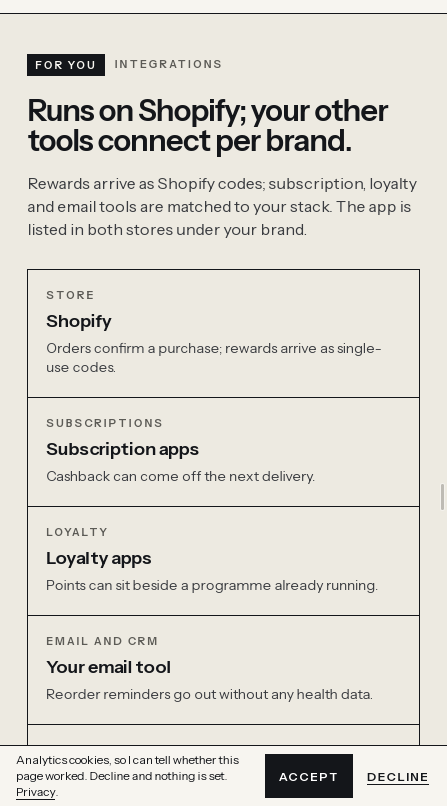 FOR YOU INTEGRATIONS
Runs on Shopify; your other
tools connect per brand.
Rewards arrive as Shopify codes; subscription, loyalty
and email tools are matched to your stack. The app is
listed in both stores under your brand.
STORE
Shopify
Orders confirm a purchase; rewards arrive as single-
use codes.
SUBSCRIPTIONS
Subscription apps
Cashback can come off the next delivery.
LOYALTY
Loyalty apps
Points can sit beside a programme already running.
EMAIL AND CRM
Your email tool
Reorder reminders go out without any health data.
Analytics cookies, so I can tell whether this
page worked. Decline and nothing is set.
Privacy.
ACCEPT DECLINE